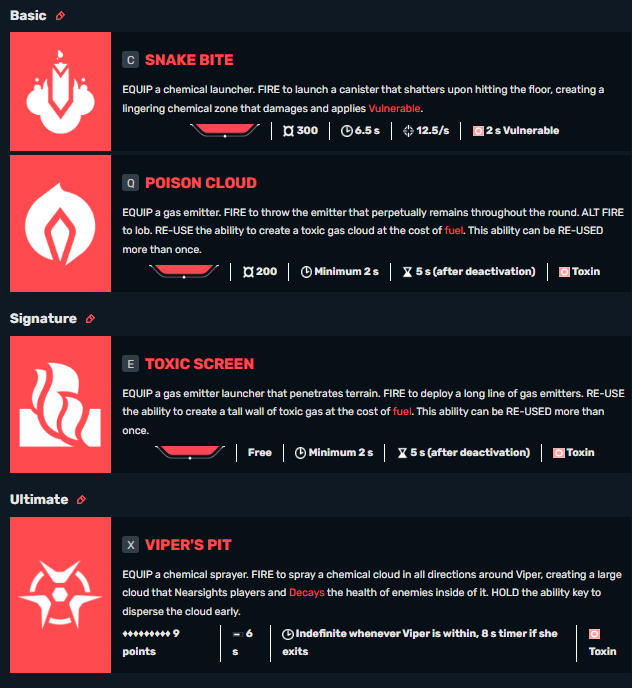 Basic
C SNAKE BITE
EQUIP a chemical launcher. FIRE to launch a canister that shatters upon hitting the floor, creating a
lingering chemical zone that damages and applies Vulnerable.
300 6.5 s 12.5/s 2 s Vulnerable
Q POISON CLOUD
EQUIP a gas emitter. FIRE to throw the emitter that perpetually remains throughout the round. ALT FIRE
to lob. RE-USE the ability to create a toxic gas cloud at the cost of fuel. This ability can be RE-USED
more than once.
200 Minimum 2 s 5 s (after deactivation) Toxin
Signature
E TOXIC SCREEN
EQUIP a gas emitter launcher that penetrates terrain. FIRE to deploy a long line of gas emitters. RE-USE
the ability to create a tall wall of toxic gas at the cost of fuel. This ability can be RE-USED more than
once.
Free Minimum 2 s 5 s (after deactivation) Toxin
Ultimate
X VIPER'S PIT
EQUIP a chemical sprayer. FIRE to spray a chemical cloud in all directions around Viper, creating a large
cloud that Nearsights players and Decays the health of enemies inside of it. HOLD the ability key to
disperse the cloud early.
9 6 Indefinite whenever Viper is within, 8 s timer if she
points s exits Toxin